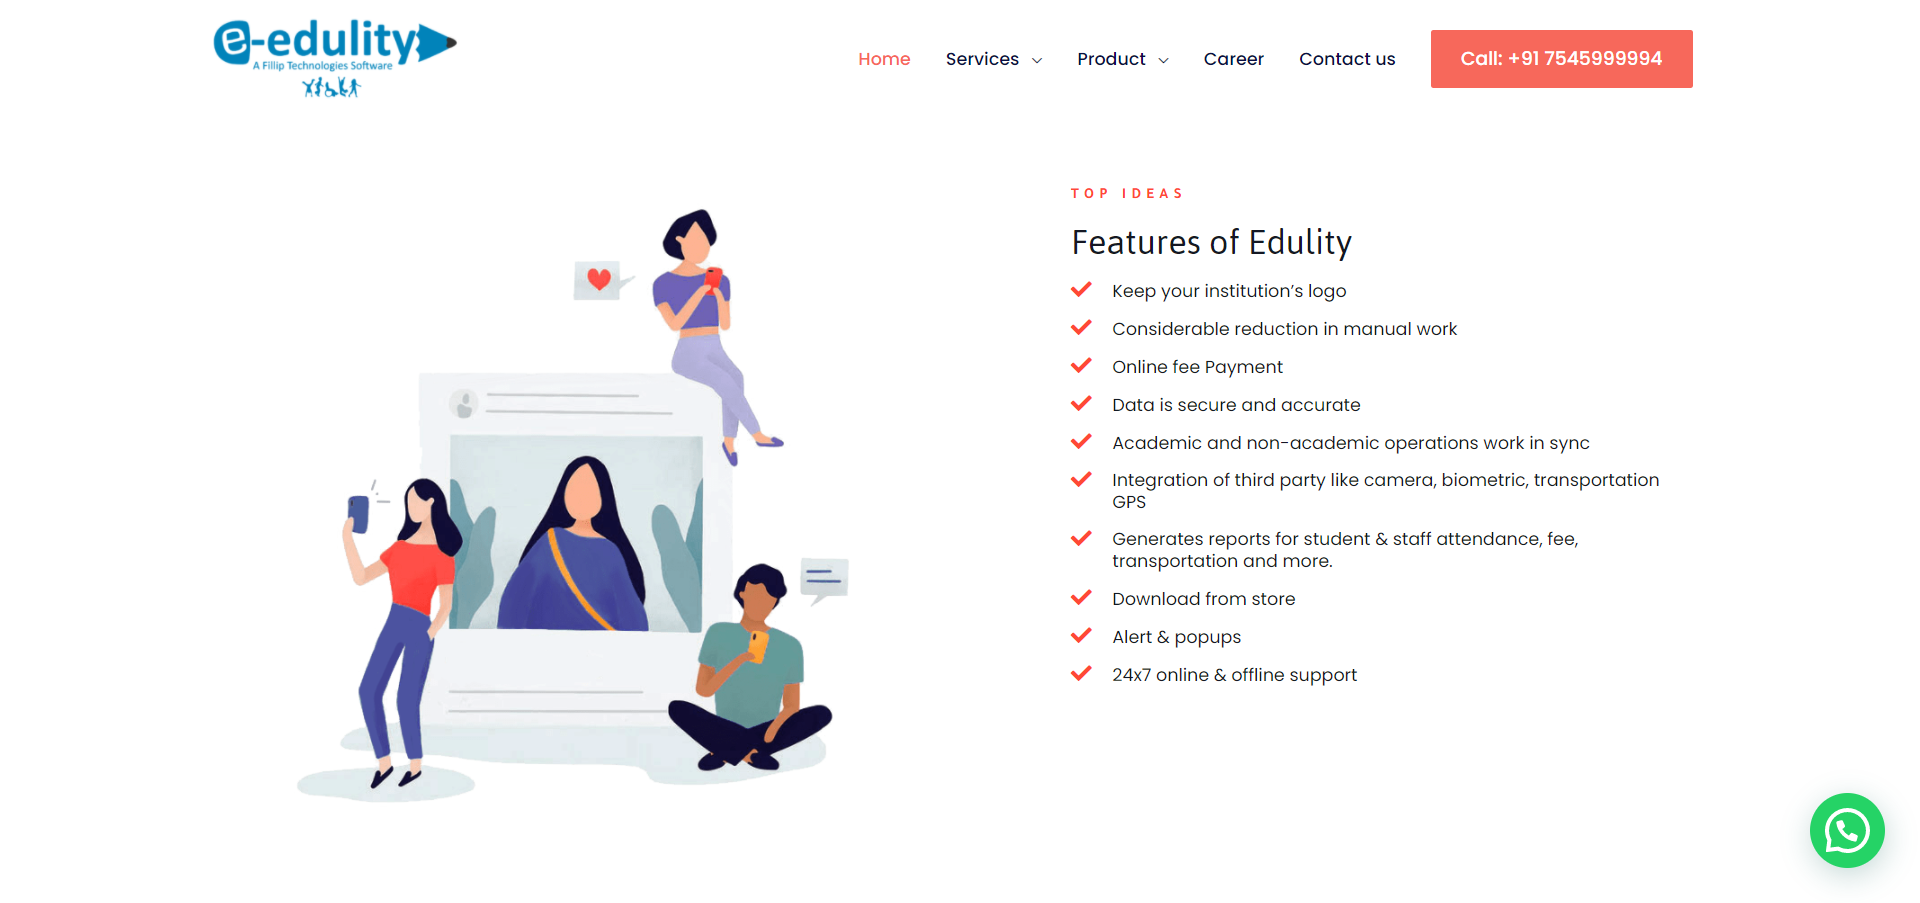 e-edulity
A Fillip Technologies Software
Home
Services
Product
Career
Contact us
Call: +91 7545999994
TOP IDEAS
Features of Edulity
Keep your institution’s logo
Considerable reduction in manual work
Online fee Payment
Data is secure and accurate
Academic and non-academic operations work in sync
Integration of third party like camera, biometric, transportation
GPS
Generates reports for student & staff attendance, fee,
transportation and more.
Download from store
Alert & popups
24x7 online & offline support